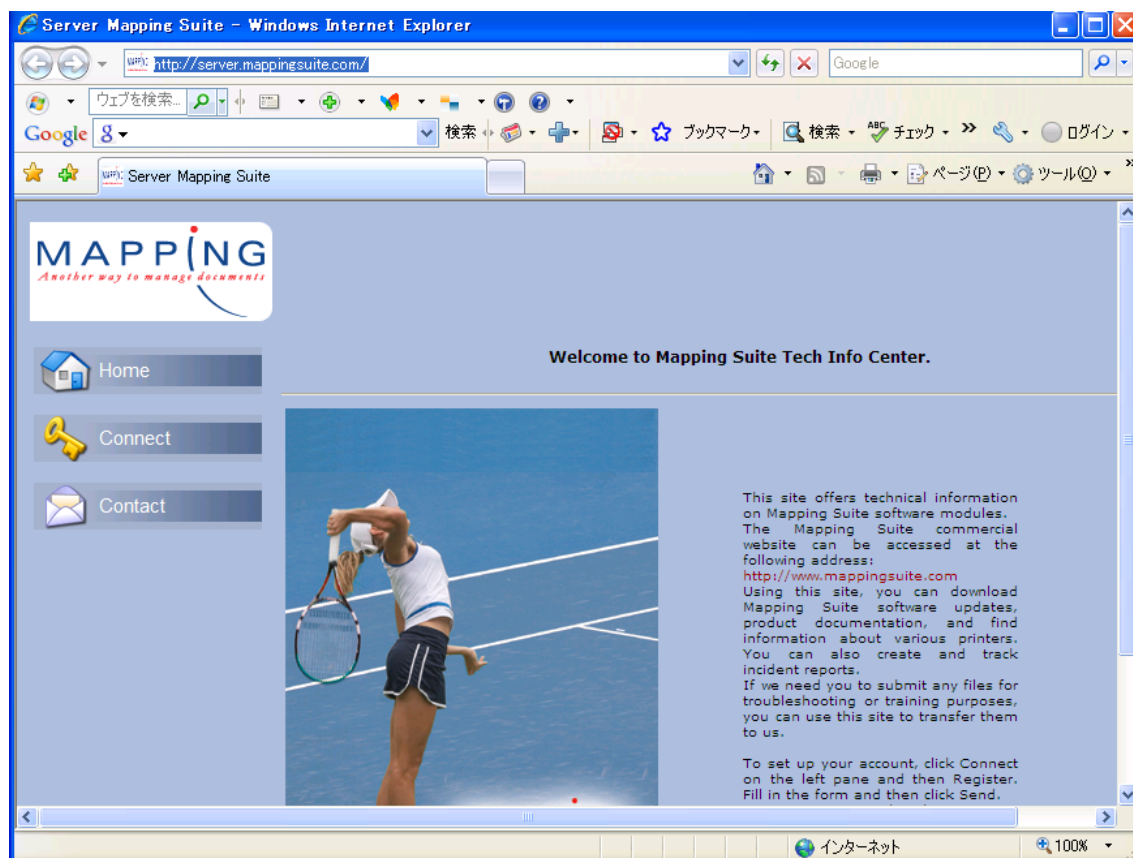 Server Mapping Suite - Windows Internet Explorer
http://server.mappingsuite.com/
Google
ウェブを検索...
Google
検索
ブックマーク
検索
ABC チェック
ログイン
Server Mapping Suite
ページ(P)
ツール(O)
MAPPING
Another way to manage documents
Home
Connect
Contact
Welcome to Mapping Suite Tech Info Center.
This site offers technical information
on Mapping Suite software modules.
The Mapping Suite commercial
website can be accessed at the
following address:
http://www.mappingsuite.com
Using this site, you can download
Mapping Suite software updates,
product documentation, and find
information about various printers.
You can also create and track
incident reports.
If we need you to submit any files for
troubleshooting or training purposes,
you can use this site to transfer them
to us.
To set up your account, click Connect
on the left pane and then Register.
Fill in the form and then click Send.
インターネット
100%